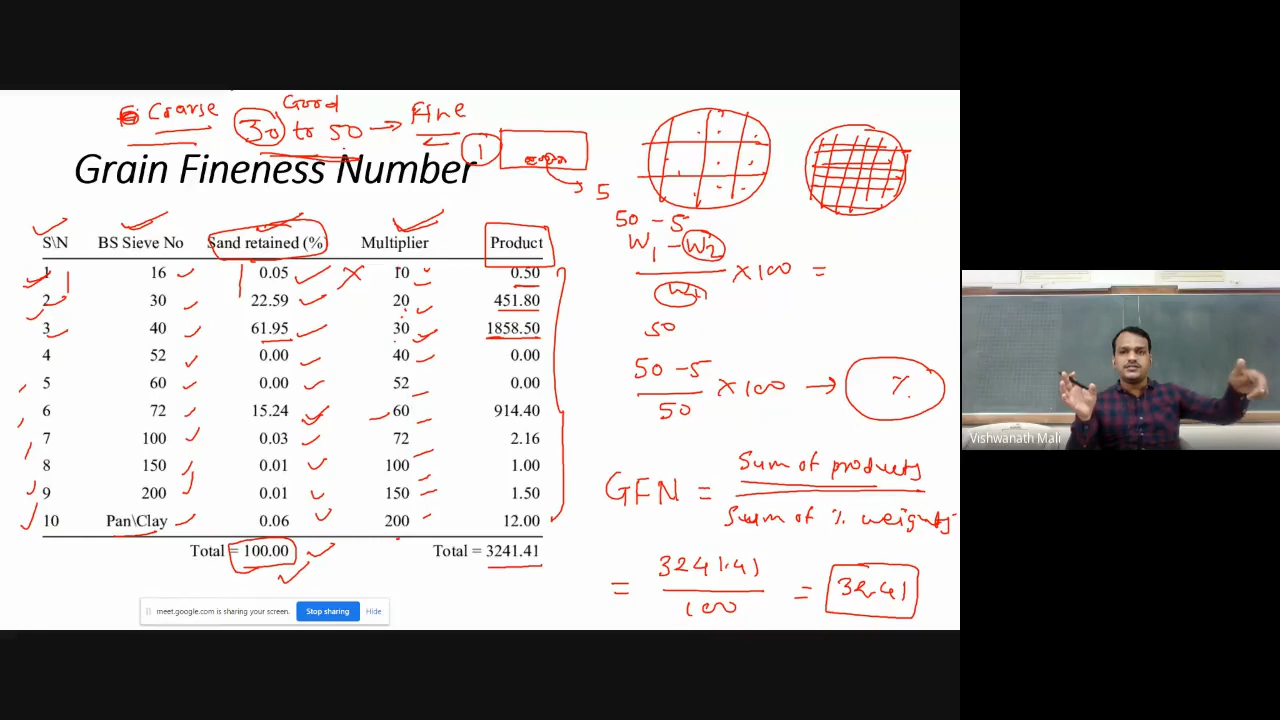 Coarse Good Fine
30 to 50 →
Grain Fineness Number
1
5
S\N BS Sieve No Sand retained (%) Multiplier Product
1 16 0.05 10 0.50
2 30 22.59 20 451.80
3 40 61.95 30 1858.50
4 52 0.00 40 0.00
5 60 0.00 52 0.00
6 72 15.24 60 914.40
7 100 0.03 72 2.16
8 150 0.01 100 1.00
9 200 0.01 150 1.50
10 Pan\Clay 0.06 200 12.00
Total = 100.00 Total = 3241.41
50 - 5
W1 - W2
W1
× 100 =
50
50 - 5
50
× 100 → %
GFN = Sum of products
Sum of % weights
= 3241.41
100
= 32.41
meet.google.com is sharing your screen. Stop sharing Hide
Vishwanath Mali